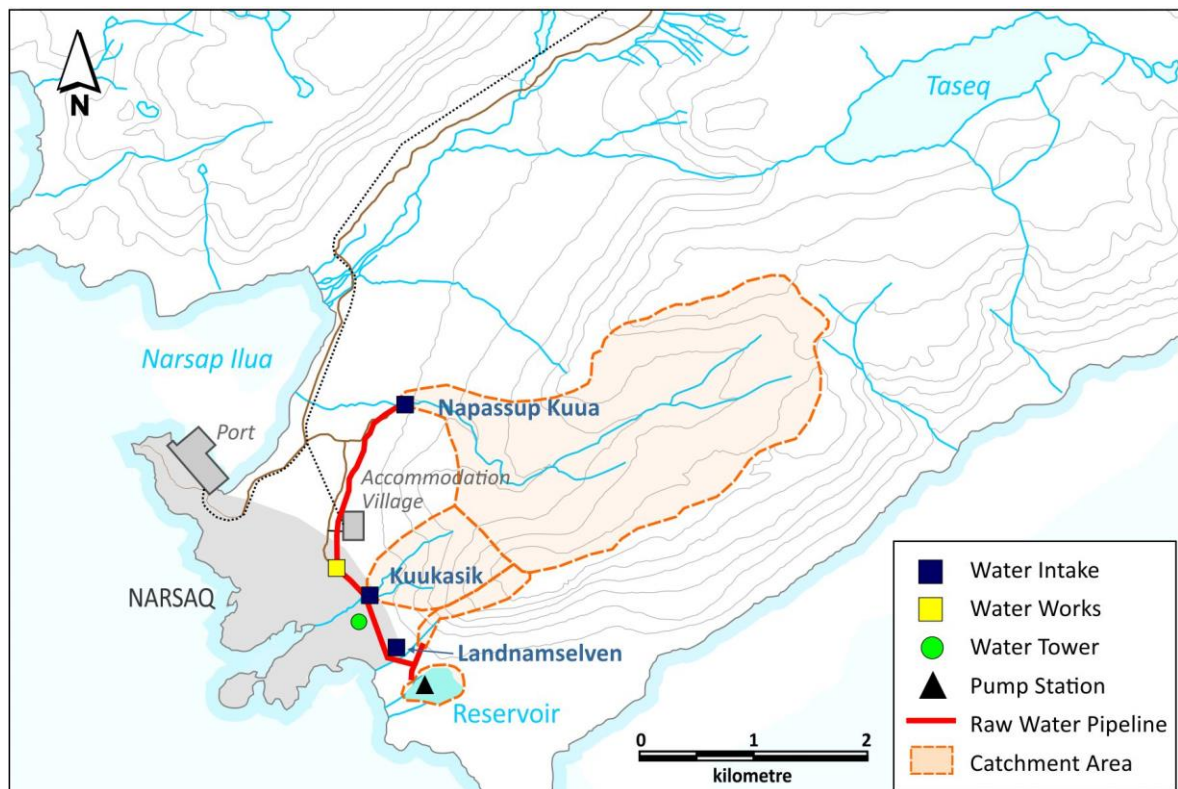 N
Taseq
Narsap Ilua
Napassup Kuua
Port
Accommodation
Village
Kuukasik
NARSAQ
Landnamselven
Reservoir
0 1 2
kilometre
Water Intake
Water Works
Water Tower
Pump Station
Raw Water Pipeline
Catchment Area